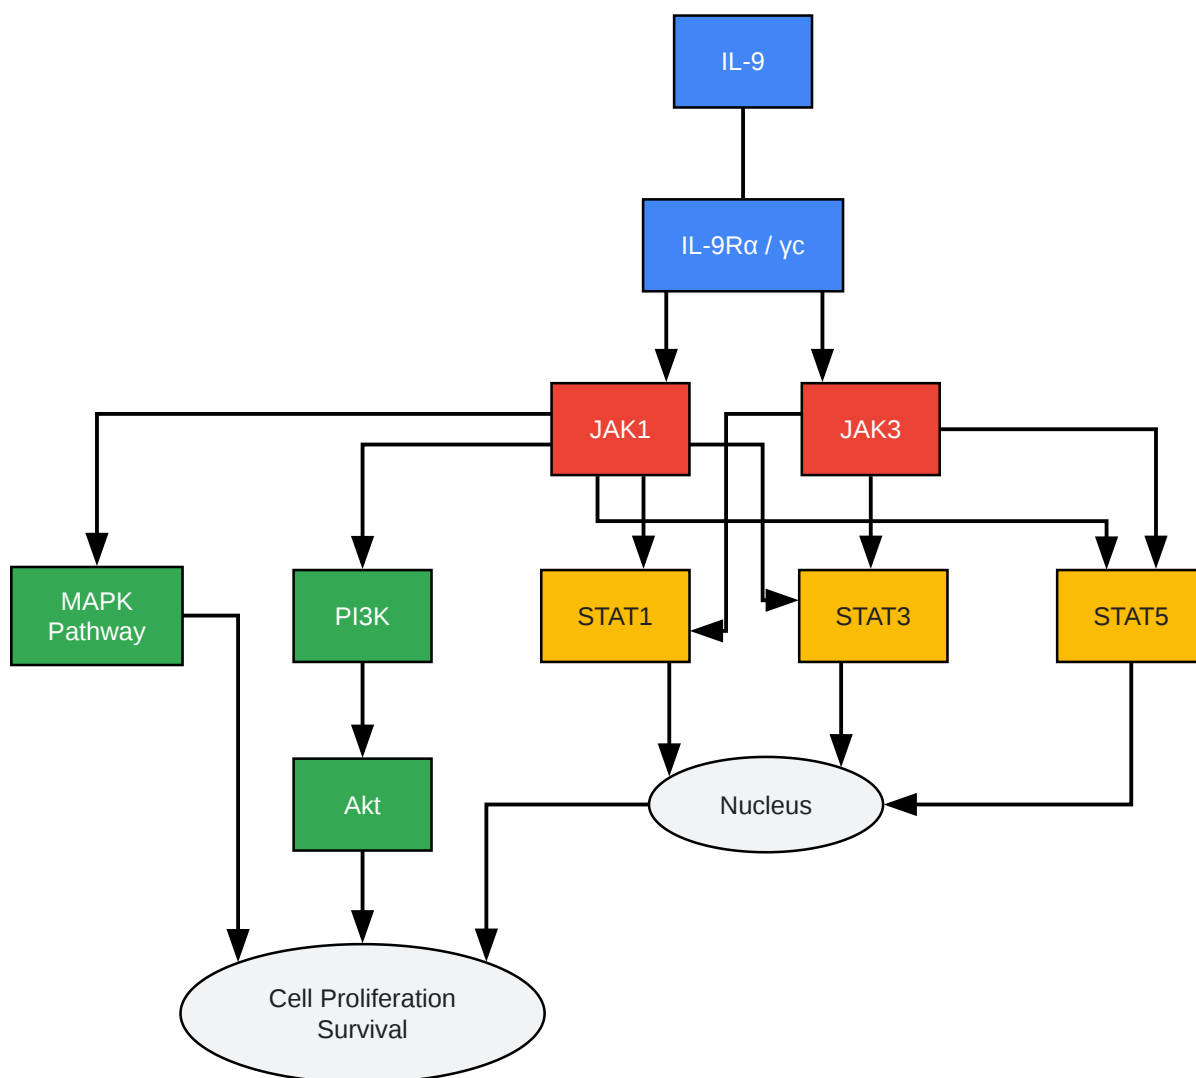 IL-9
IL-9Rα / γc
JAK1
JAK3
MAPK
Pathway
PI3K
STAT1
STAT3
STAT5
Akt
Nucleus
Cell Proliferation
Survival